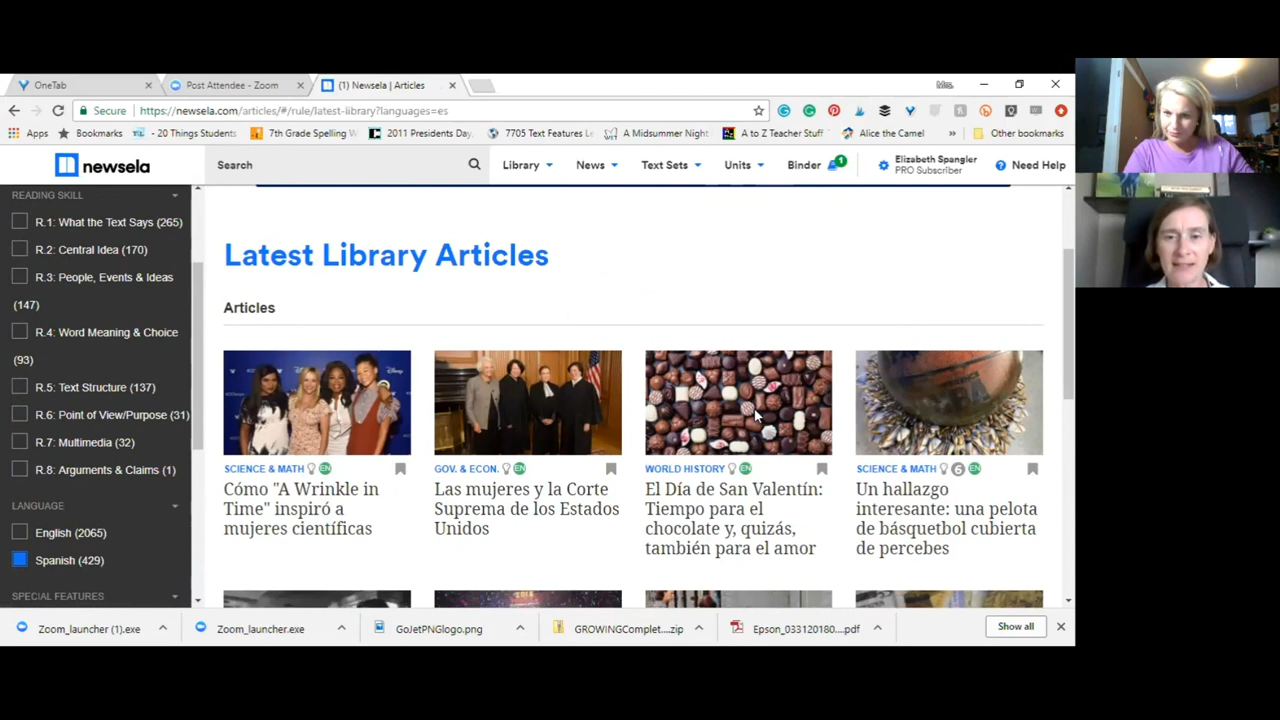 OneTab
Post Attendee - Zoom
(1) Newsela | Articles
Mrs.
Secure
https://newsela.com/articles/#/rule/latest-library?languages=es
Apps
Bookmarks
- 20 Things Students
7th Grade Spelling W
2011 Presidents Day
7705 Text Features Le
A Midsummer Night
A to Z Teacher Stuff
Alice the Camel
»
Other bookmarks
newsela
Search
Library
News
Text Sets
Units
Binder
1
Elizabeth Spangler
PRO Subscriber
Need Help
READING SKILL
R.1: What the Text Says (265)
R.2: Central Idea (170)
R.3: People, Events & Ideas
(147)
R.4: Word Meaning & Choice
(93)
R.5: Text Structure (137)
R.6: Point of View/Purpose (31)
R.7: Multimedia (32)
R.8: Arguments & Claims (1)
LANGUAGE
English (2065)
Spanish (429)
SPECIAL FEATURES
Latest Library Articles
Articles
SCIENCE & MATH EN
Cómo "A Wrinkle in
Time" inspiró a
mujeres científicas
GOV. & ECON. EN
Las mujeres y la Corte
Suprema de los Estados
Unidos
WORLD HISTORY EN
El Día de San Valentín:
Tiempo para el
chocolate y, quizás,
también para el amor
SCIENCE & MATH 6 EN
Un hallazgo
interesante: una pelota
de básquetbol cubierta
de percebes
Zoom_launcher (1).exe
Zoom_launcher.exe
GoJetPNGlogo.png
GROWINGComplet....zip
Epson_033120180....pdf
Show all